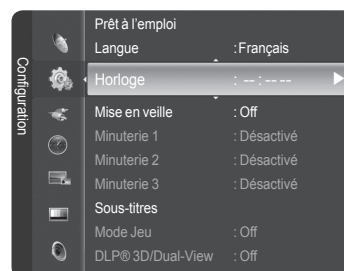 Configuration
Prêt à l'emploi
Langue : Français
Horloge : -- : -- --
Mise en veille : Off
Minuterie 1 : Désactivé
Minuterie 2 : Désactivé
Minuterie 3 : Désactivé
Sous-titres
Mode Jeu : Off
DLP® 3D/Dual-View : Off